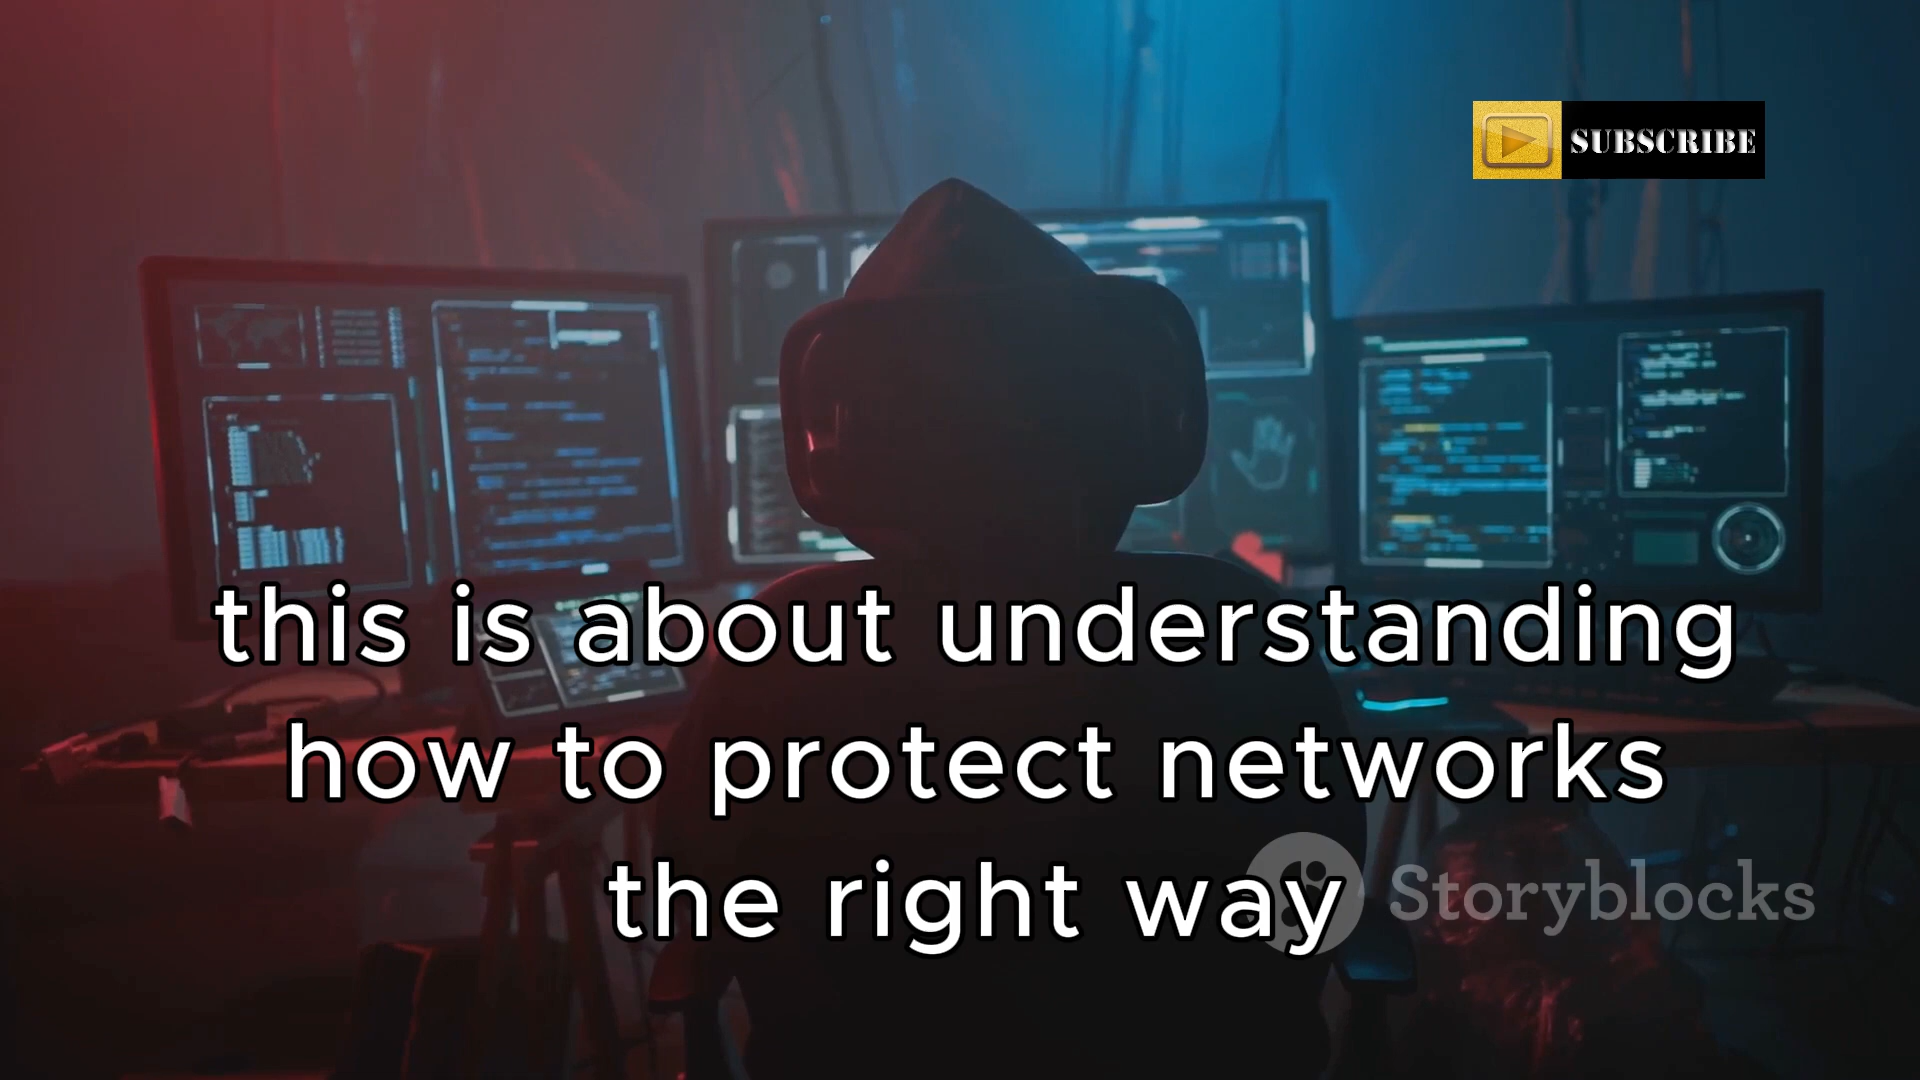 SUBSCRIBE
this is about understanding
how to protect networks
the right way
Storyblocks